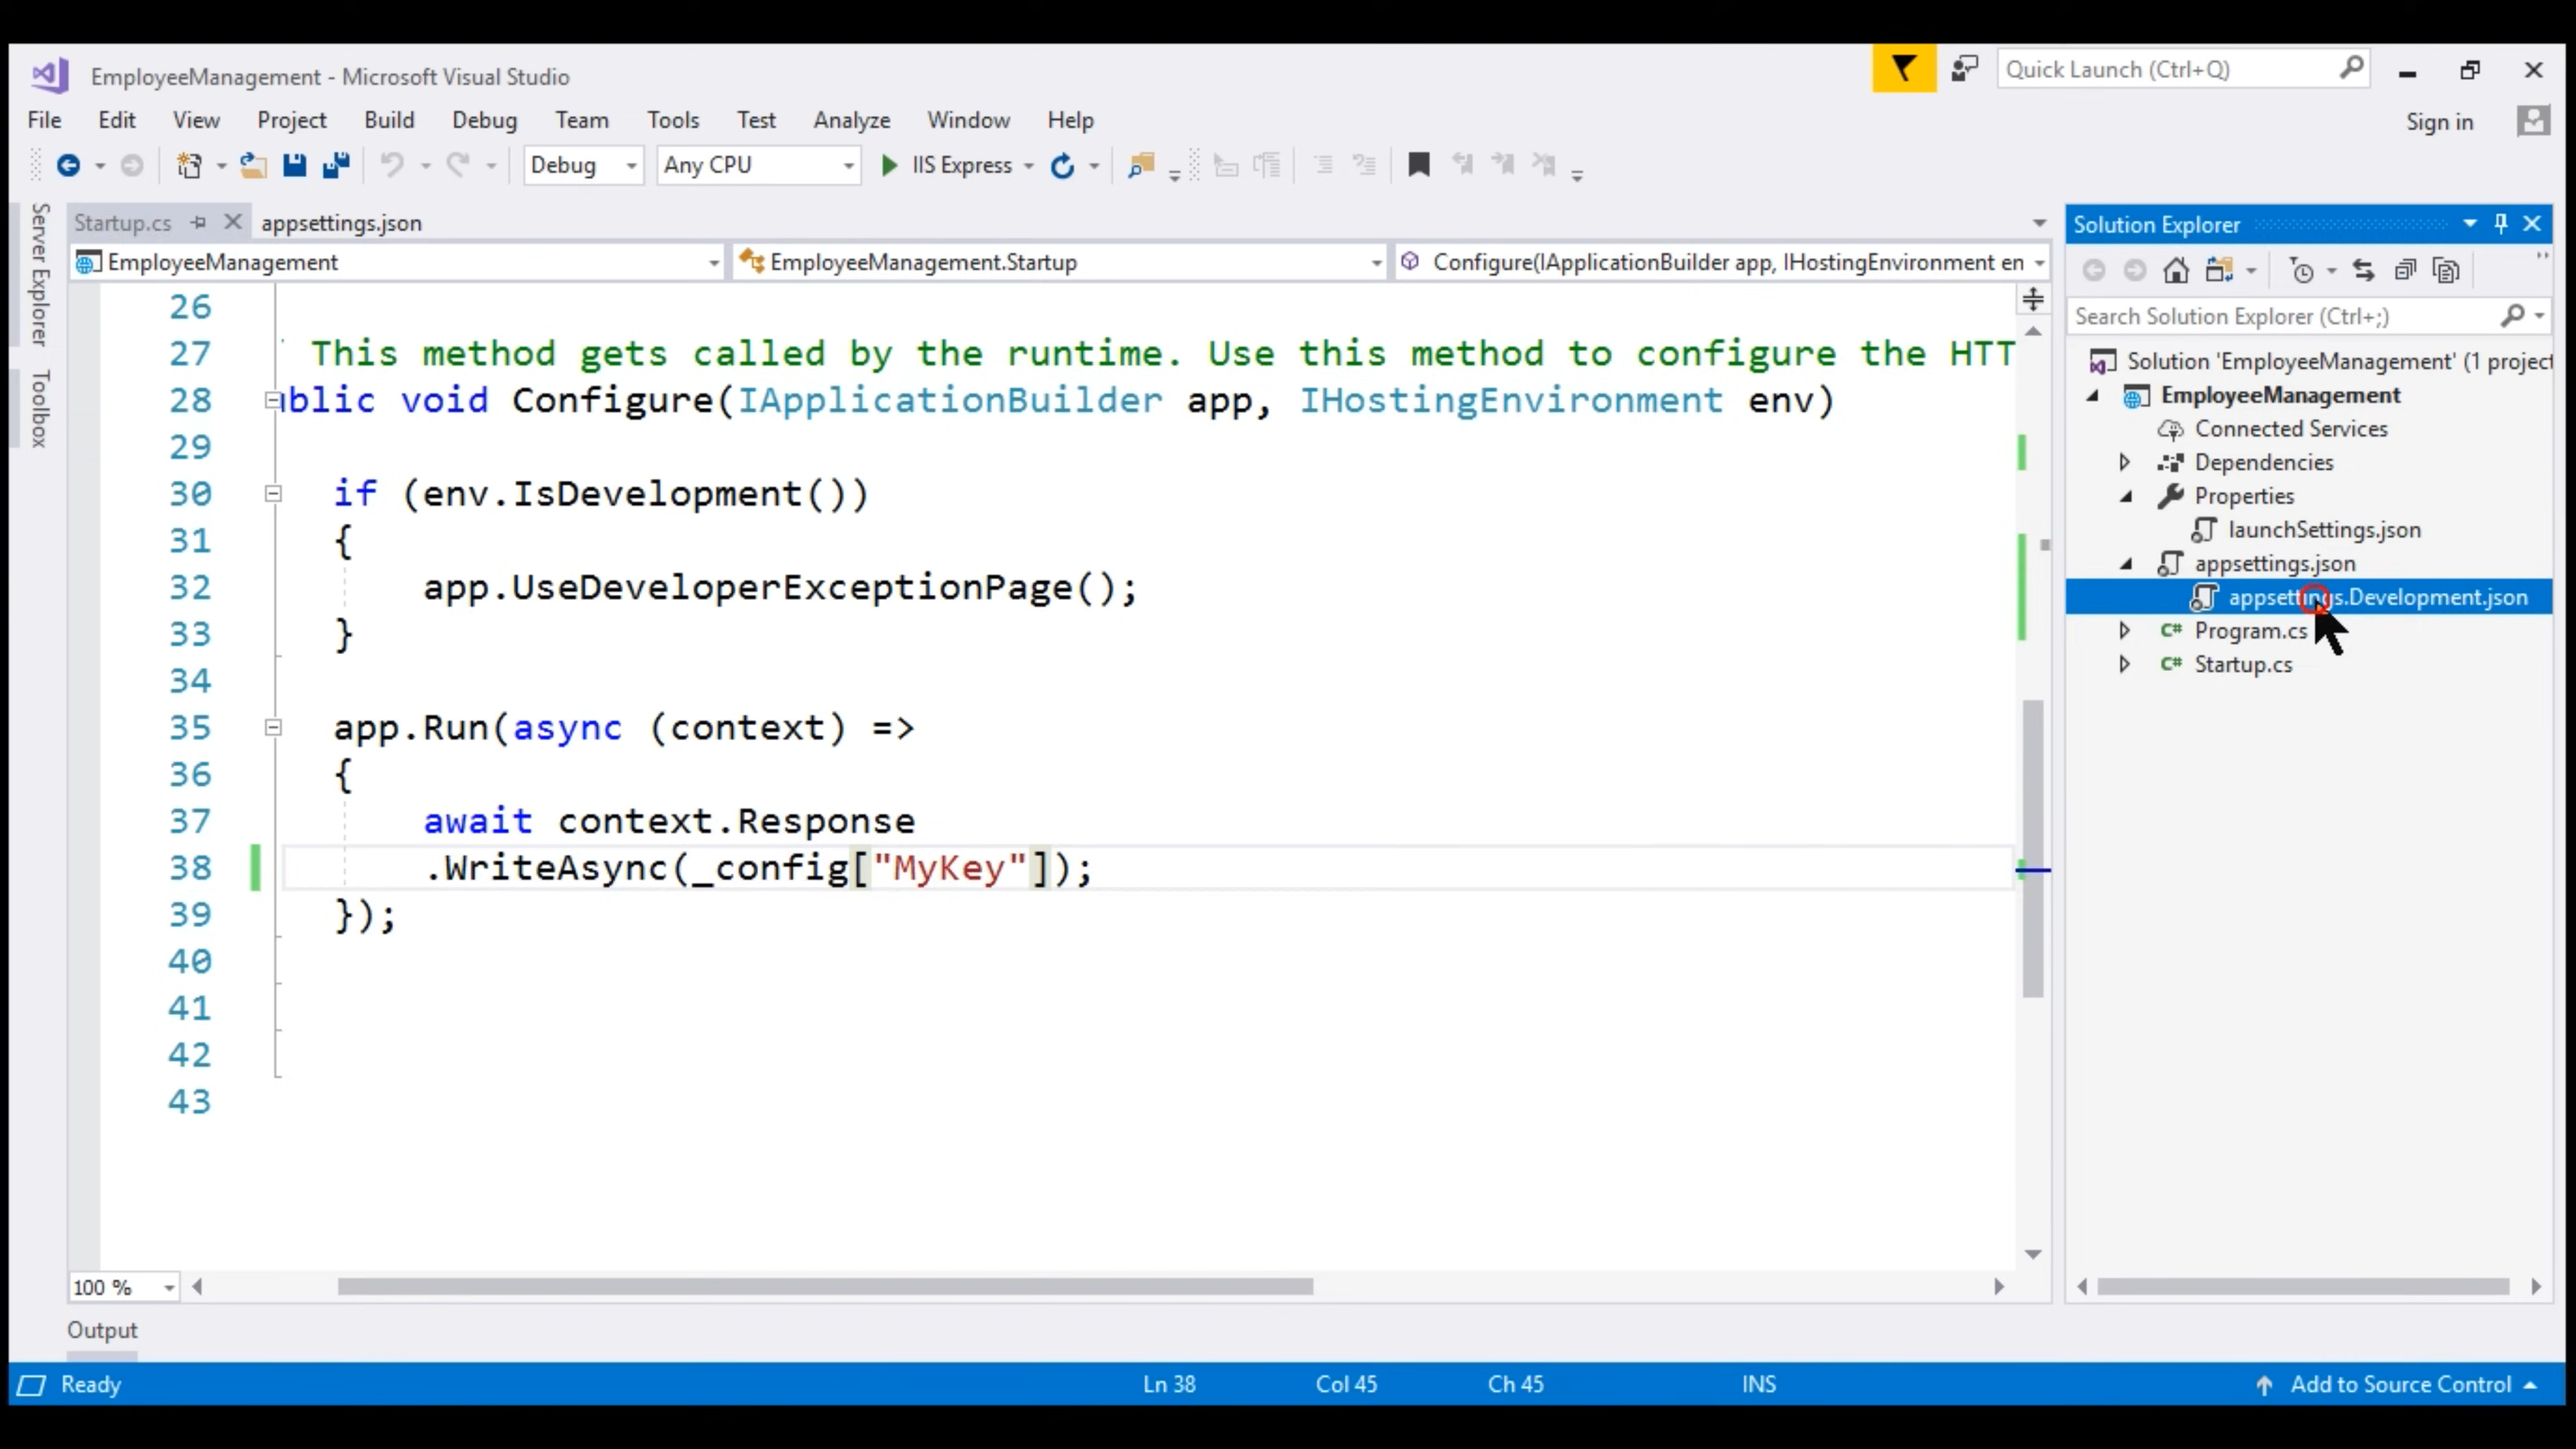 EmployeeManagement - Microsoft Visual Studio
Quick Launch (Ctrl+Q)
File Edit View Project Build Debug Team Tools Test Analyze Window Help
Sign in
Debug Any CPU IIS Express
Server Explorer
Toolbox
Startup.cs appsettings.json
EmployeeManagement EmployeeManagement.Startup Configure(IApplicationBuilder app, IHostingEnvironment en
26
27 This method gets called by the runtime. Use this method to configure the HTT
28 ublic void Configure(IApplicationBuilder app, IHostingEnvironment env)
29
30 if (env.IsDevelopment())
31 {
32 app.UseDeveloperExceptionPage();
33 }
34
35 app.Run(async (context) =>
36 {
37 await context.Response
38 .WriteAsync(_config["MyKey"]);
39 });
40
41
42
43
100 %
Solution Explorer
Search Solution Explorer (Ctrl+;)
Solution 'EmployeeManagement' (1 project
EmployeeManagement
Connected Services
Dependencies
Properties
launchSettings.json
appsettings.json
appsettings.Development.json
C# Program.cs
C# Startup.cs
Output
Ready Ln 38 Col 45 Ch 45 INS Add to Source Control